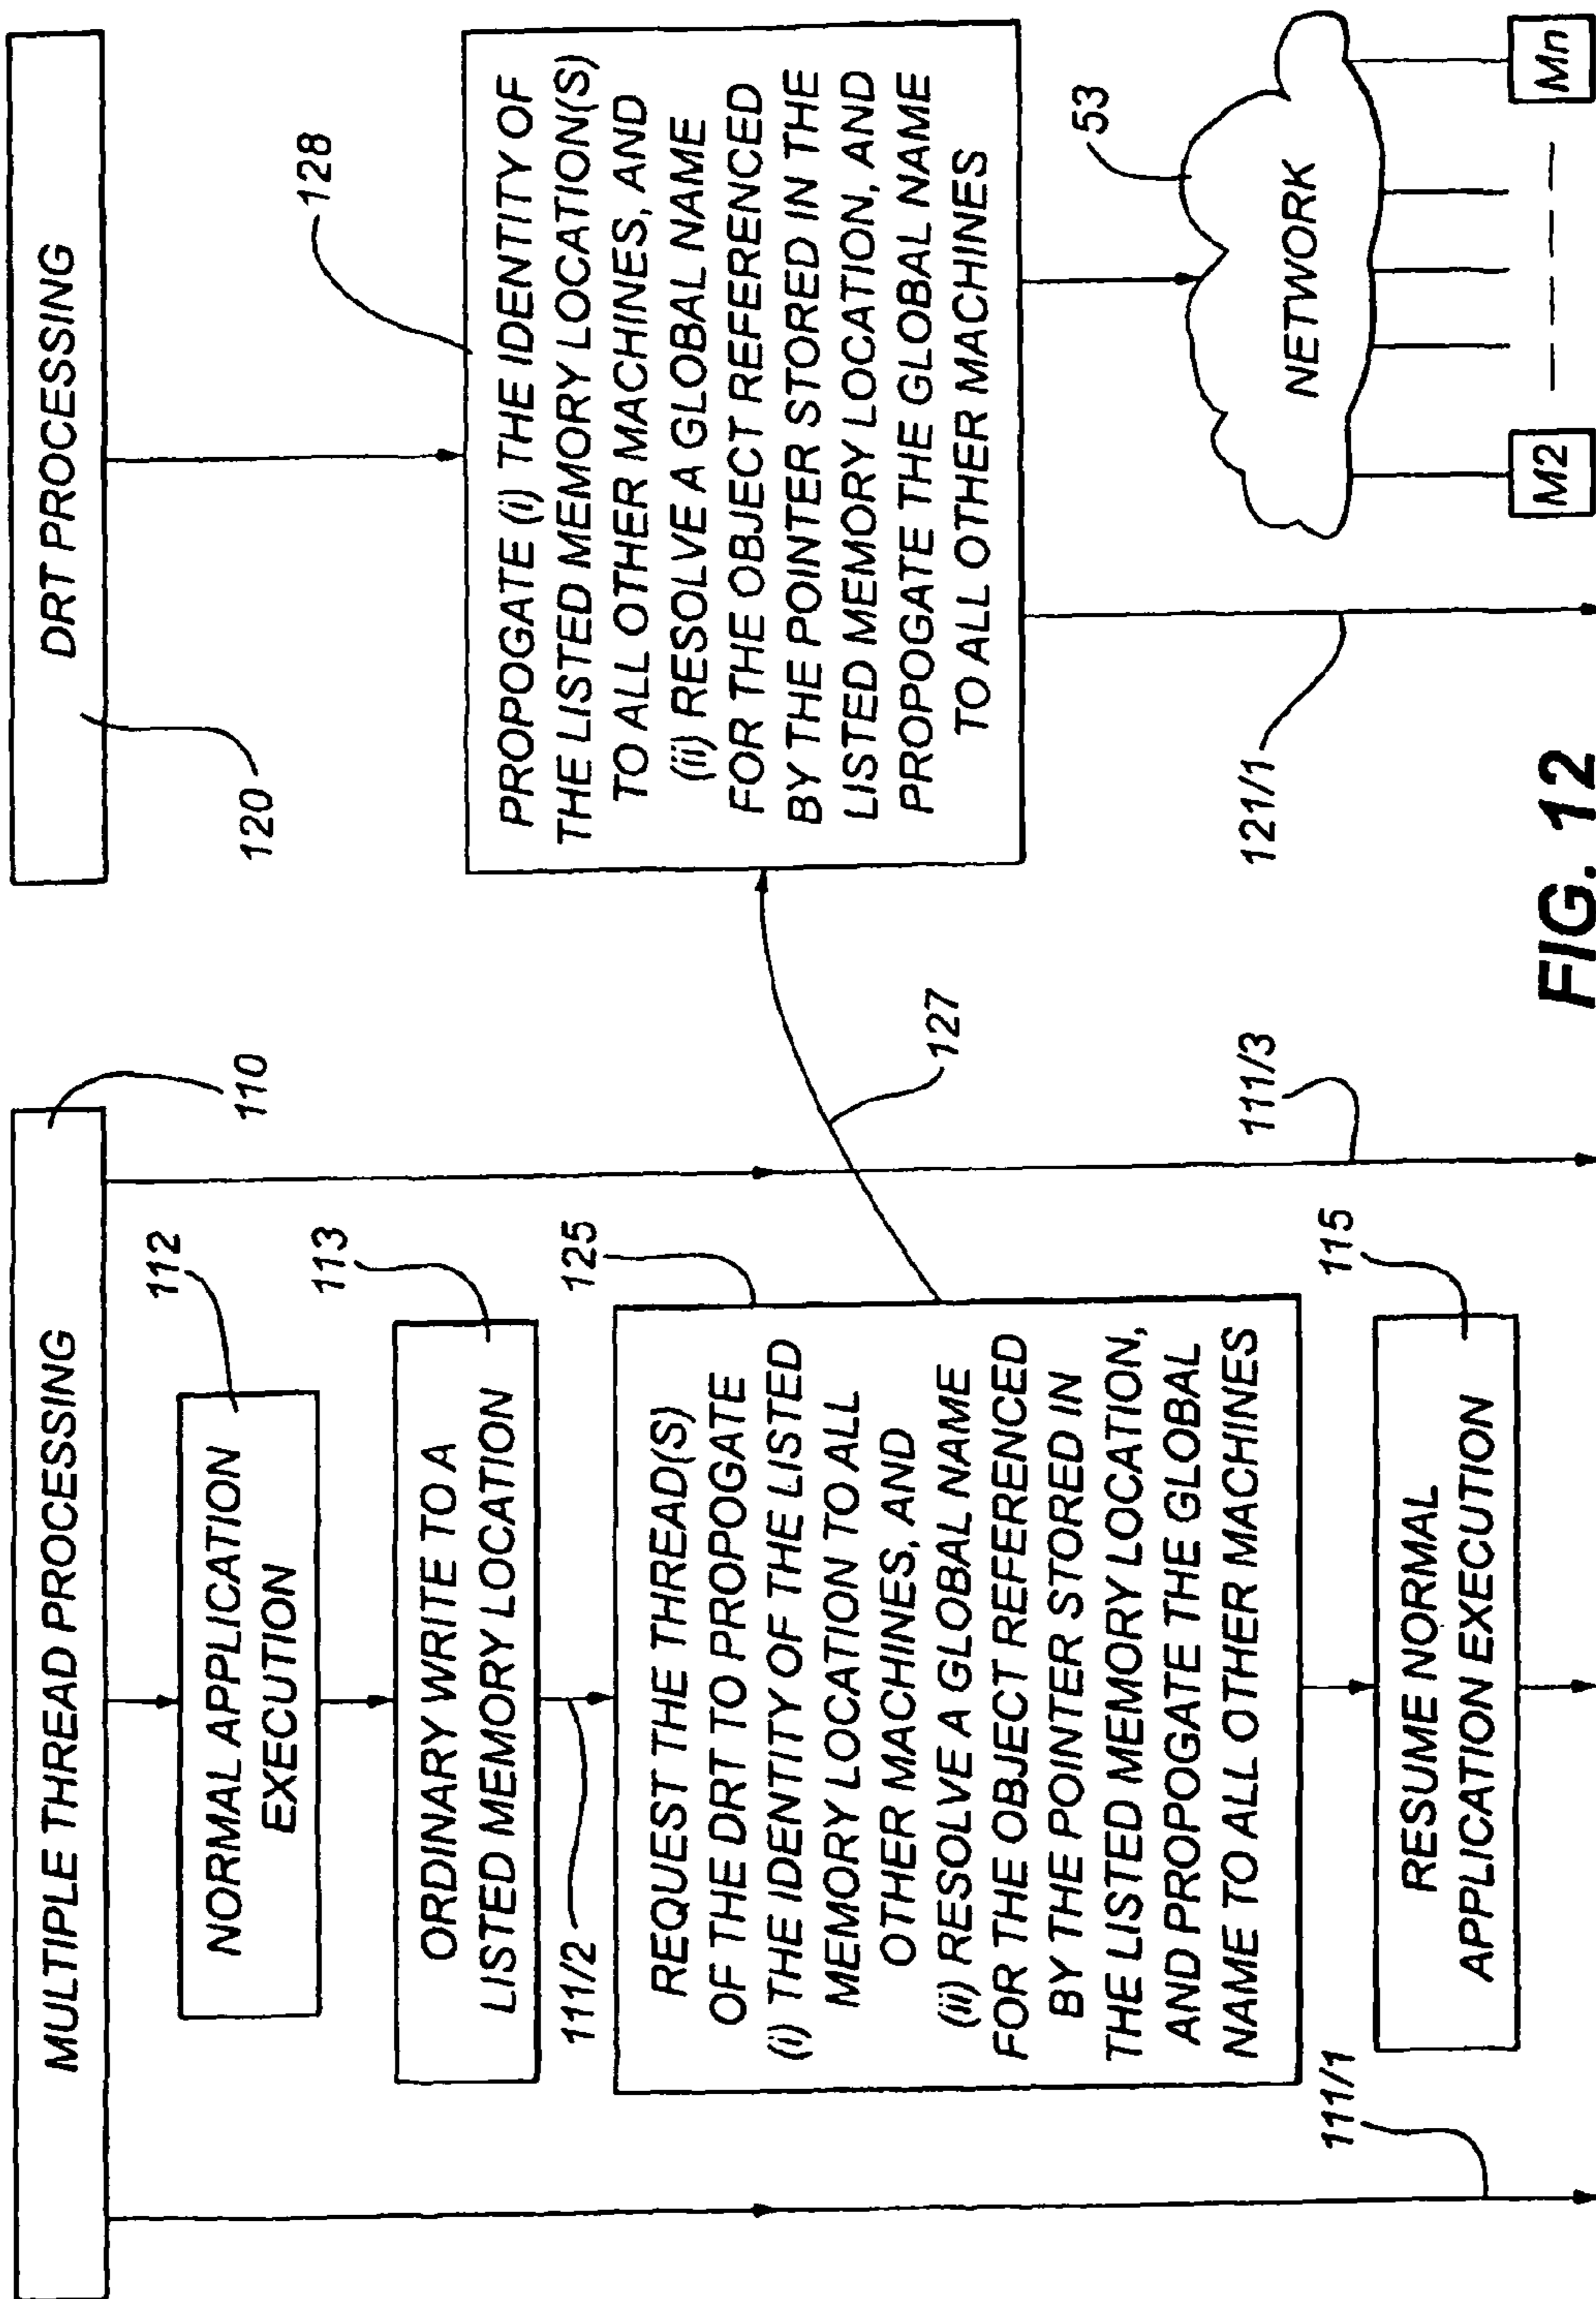 MULTIPLE THREAD PROCESSING
110
NORMAL APPLICATION
EXECUTION
112
ORDINARY WRITE TO A
LISTED MEMORY LOCATION
113
111/2
REQUEST THE THREAD(S)
OF THE DRT TO PROPOGATE
(i) THE IDENTITY OF THE LISTED
MEMORY LOCATION TO ALL
OTHER MACHINES, AND
(ii) RESOLVE A GLOBAL NAME
FOR THE OBJECT REFERENCED
BY THE POINTER STORED IN
THE LISTED MEMORY LOCATION,
AND PROPOGATE THE GLOBAL
NAME TO ALL OTHER MACHINES
125
127
111/1
RESUME NORMAL
APPLICATION EXECUTION
115
111/3
DRT PROCESSING
120
128
PROPOGATE (i) THE IDENTITY OF
THE LISTED MEMORY LOCATION(S)
TO ALL OTHER MACHINES, AND
(ii) RESOLVE A GLOBAL NAME
FOR THE OBJECT REFERENCED
BY THE POINTER STORED IN THE
LISTED MEMORY LOCATION, AND
PROPOGATE THE GLOBAL NAME
TO ALL OTHER MACHINES
121/1
53
NETWORK
M2
Mn
FIG. 12